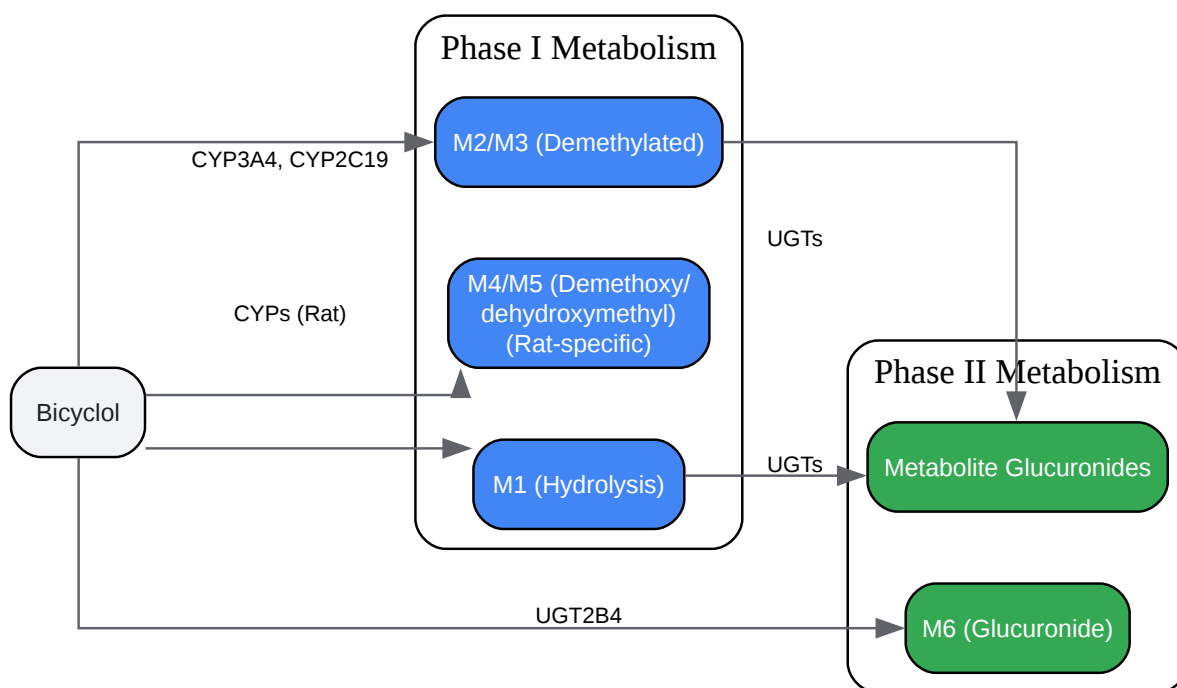 Phase I Metabolism
M2/M3 (Demethylated)
CYP3A4, CYP2C19
UGTs
M4/M5 (Demethoxy/
dehydroxymethyl)
(Rat-specific)
CYPs (Rat)
Phase II Metabolism
Bicyclol
M1 (Hydrolysis)
UGTs
Metabolite Glucuronides
UGT2B4
M6 (Glucuronide)